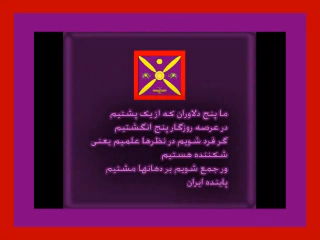 ما پنج دلاوران که از یک پشتیم
در عرصه روزگار پنج انگشتیم
گر فرد شویم در نظرها علمیم یعنی
شکننده هستیم
ور جمع شویم بر دهانها مشتیم
پاینده ایران